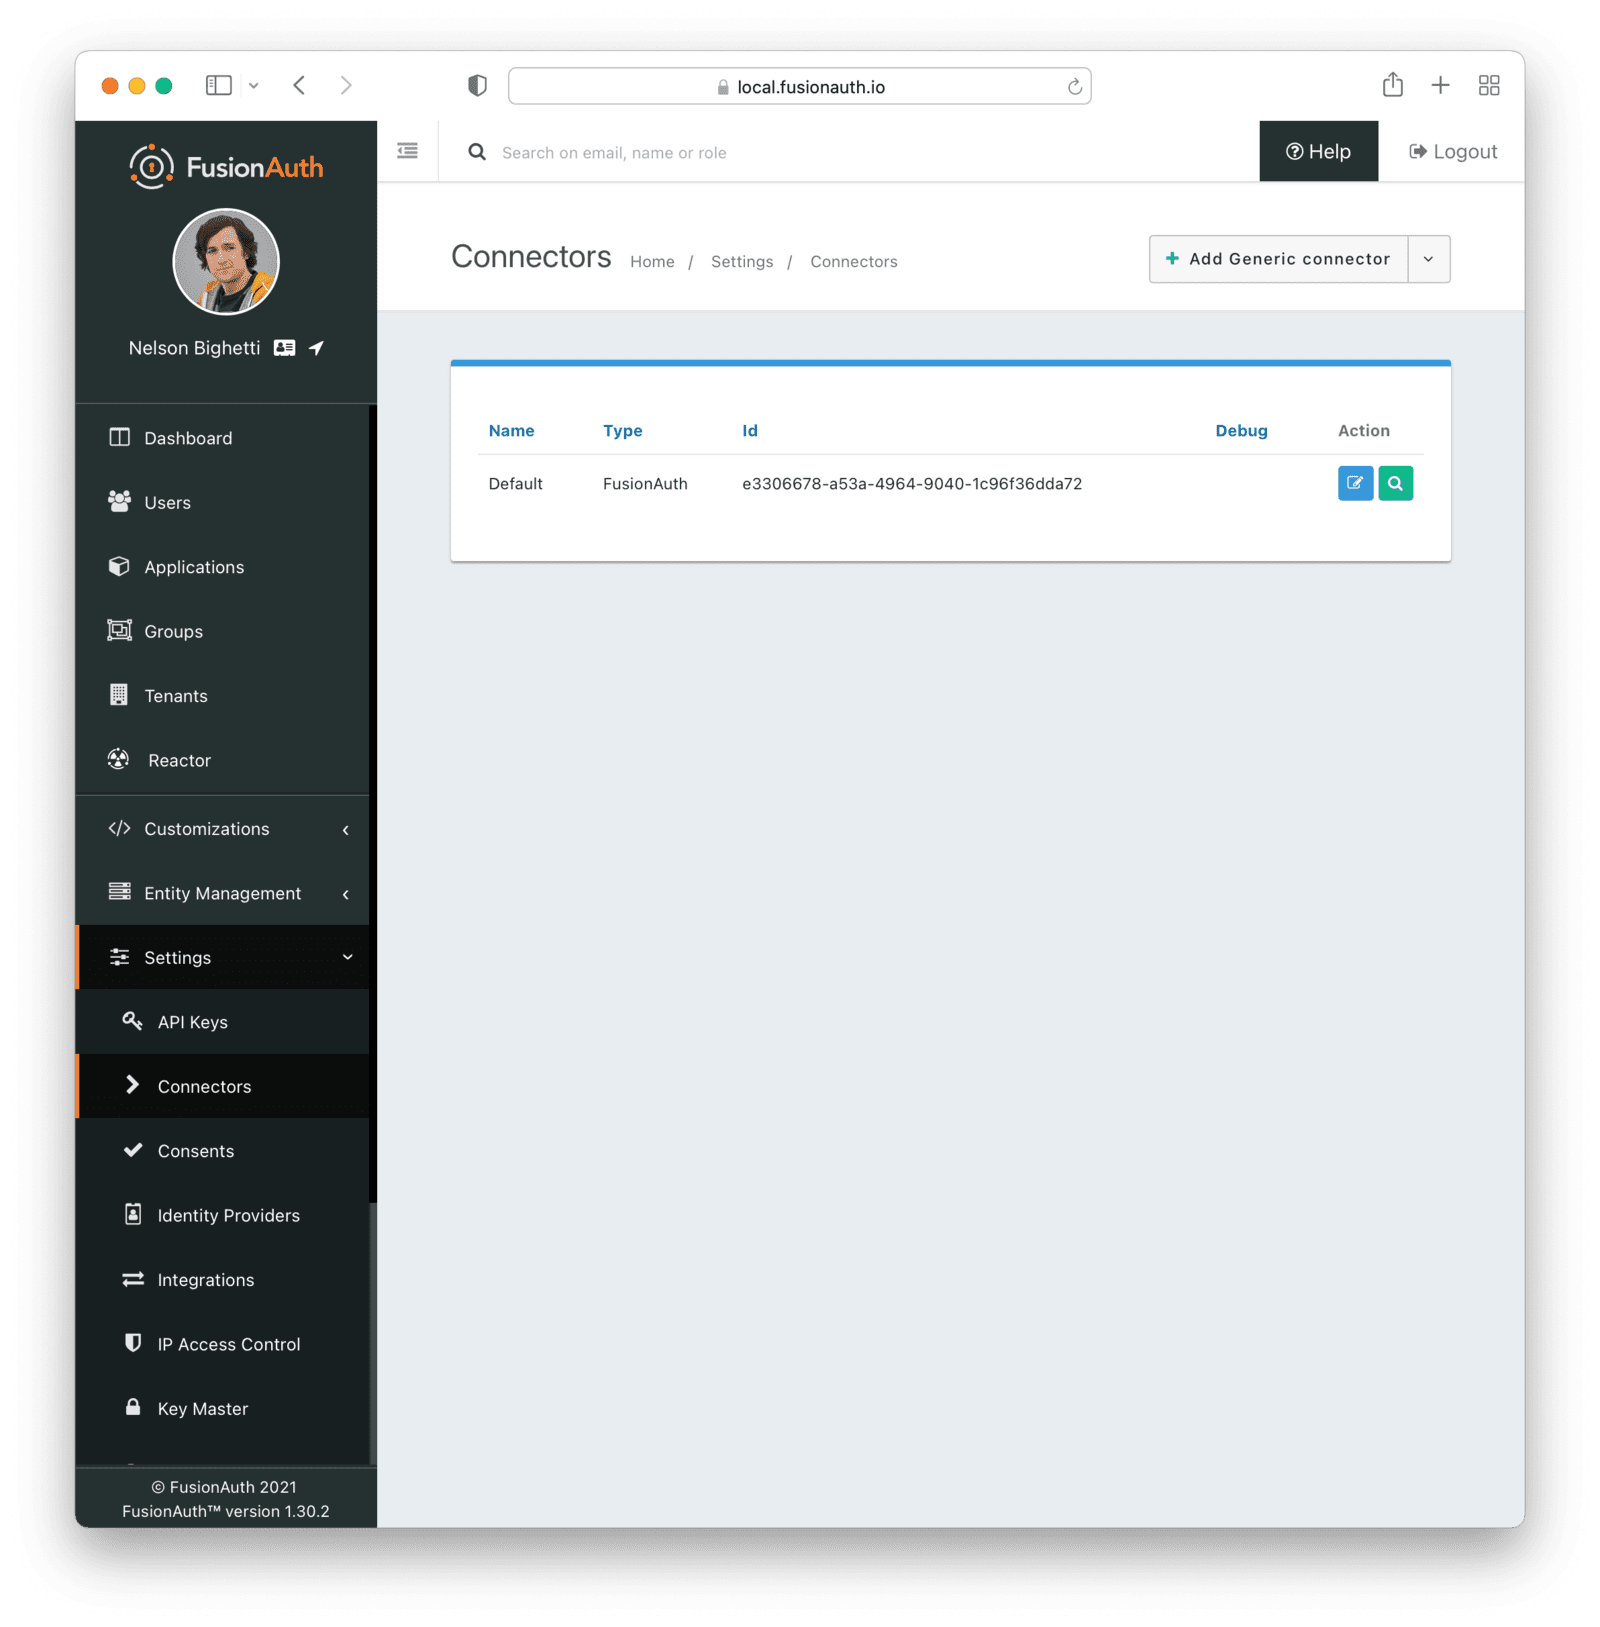 local.fusionauth.io
FusionAuth
Search on email, name or role
Help
Logout
Nelson Bighetti
Connectors
Home / Settings / Connectors
Add Generic connector
Name Type Id Debug Action
Default FusionAuth e3306678-a53a-4964-9040-1c96f36dda72
Dashboard
Users
Applications
Groups
Tenants
Reactor
Customizations
Entity Management
Settings
API Keys
Connectors
Consents
Identity Providers
Integrations
IP Access Control
Key Master
© FusionAuth 2021
FusionAuth™ version 1.30.2